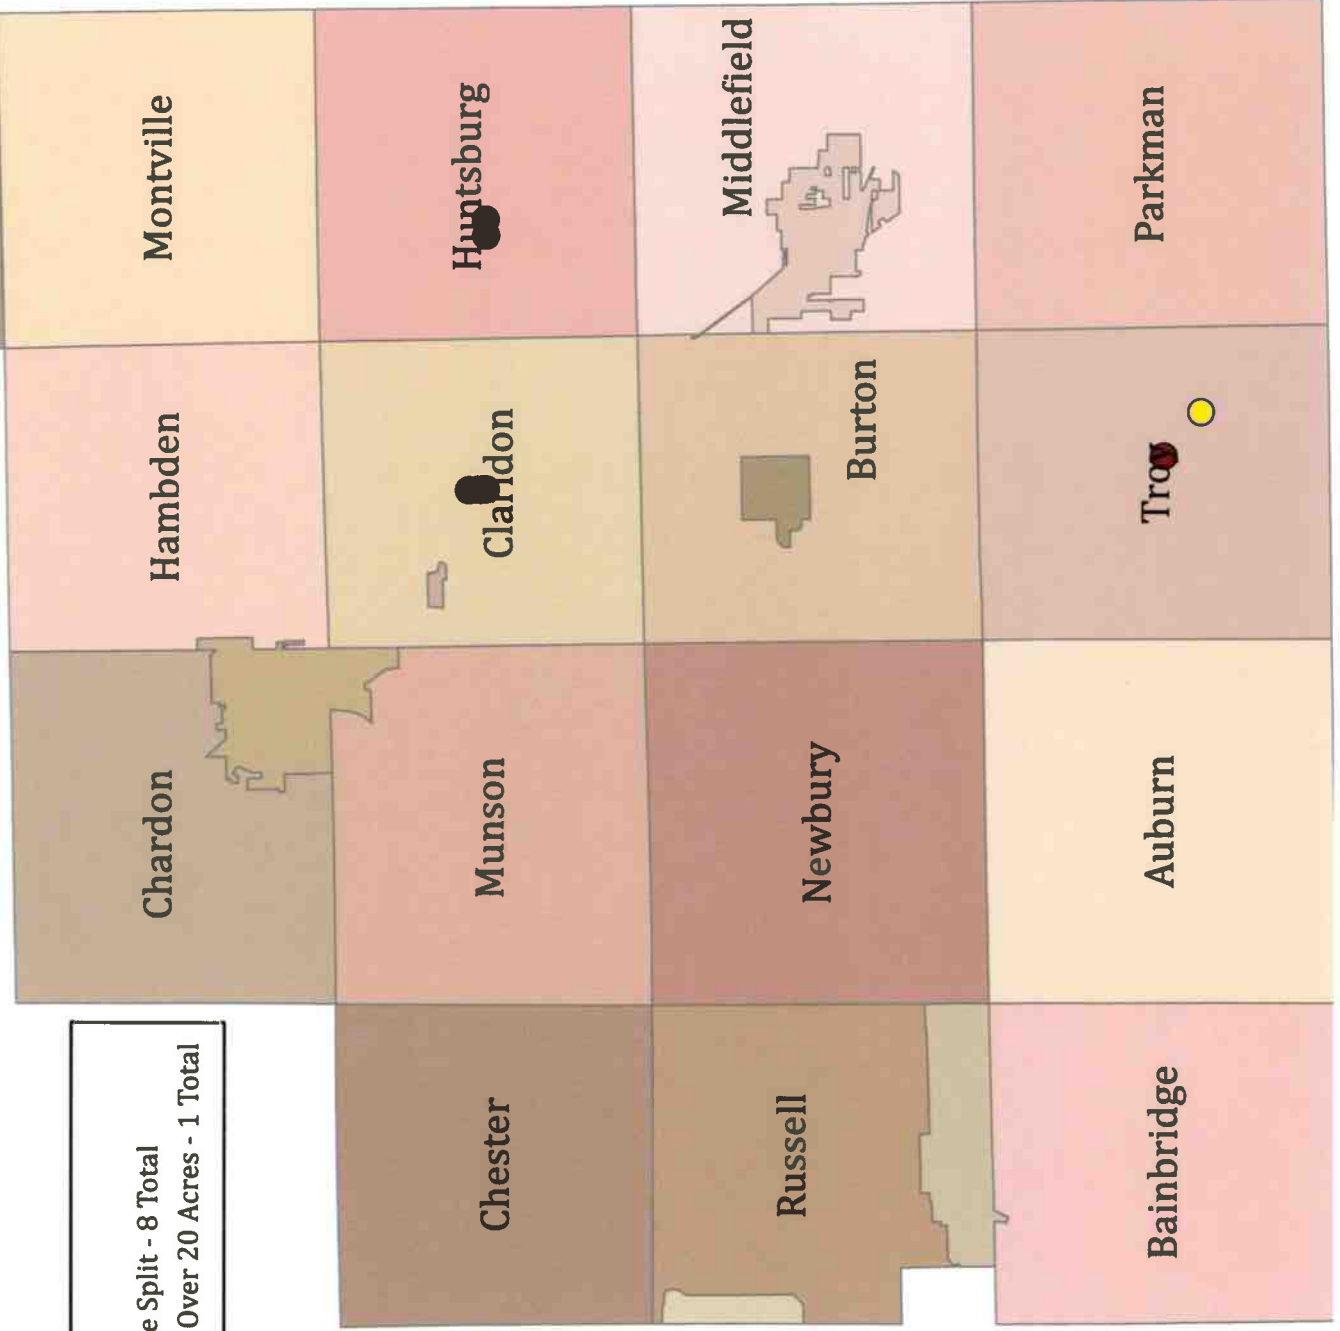 Split - 8 Total
Over 20 Acres - 1 Total
Chardon
Hambden
Montville
Chester
Munson
Claridon
Huntsburg
Russell
Newbury
Burton
Middlefield
Bainbridge
Auburn
Troy
Parkman